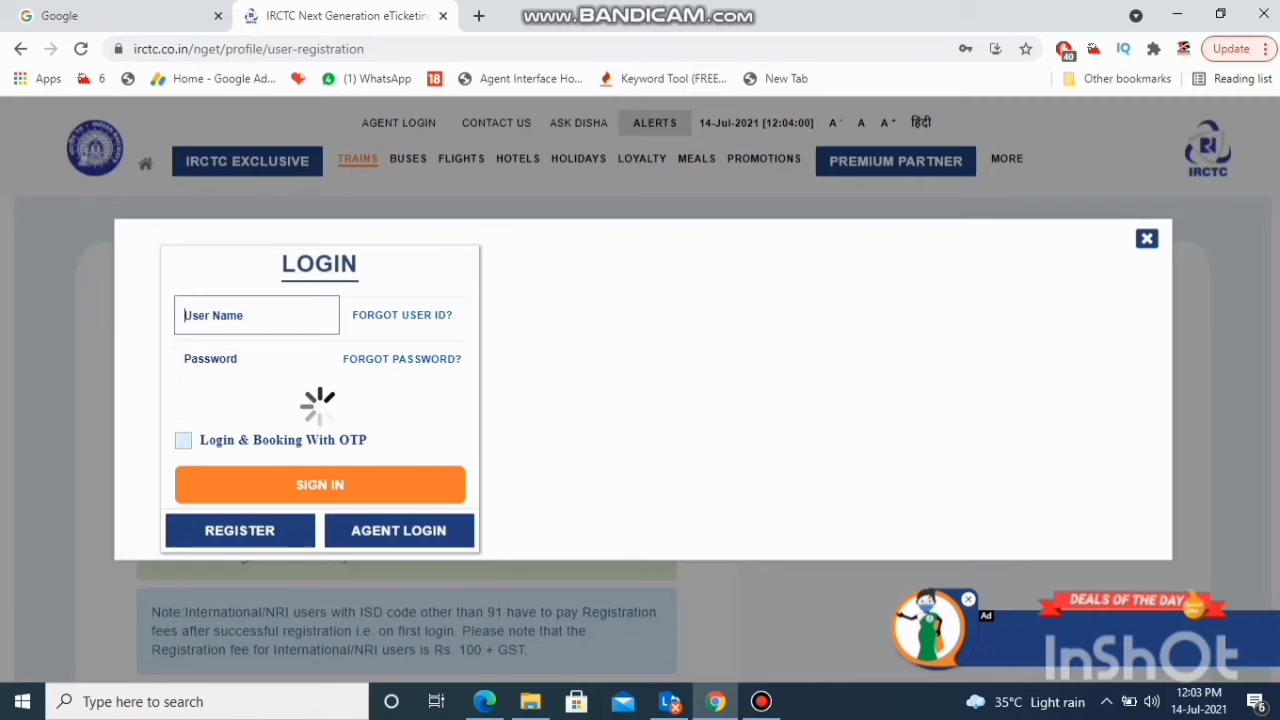 Google
IRCTC Next Generation eTicketing
www.BANDICAM.com
irctc.co.in/nget/profile/user-registration
40
Update
Apps
6
Home - Google Ad...
(1) WhatsApp
18
Agent Interface Ho...
Keyword Tool (FREE...
New Tab
Other bookmarks
Reading list
AGENT LOGIN
CONTACT US
ASK DISHA
ALERTS
14-Jul-2021 [12:04:00]
A-
A
A+
हिंदी
IRCTC EXCLUSIVE
TRAINS
BUSES
FLIGHTS
HOTELS
HOLIDAYS
LOYALTY
MEALS
PROMOTIONS
PREMIUM PARTNER
MORE
IRCTC
LOGIN
User Name
FORGOT USER ID?
Password
FORGOT PASSWORD?
Login & Booking With OTP
SIGN IN
REGISTER
AGENT LOGIN
Note:International/NRI users with ISD code other than 91 have to pay Registration
fees after successful registration i.e. on first login. Please note that the
Registration fee for International/NRI users is Rs. 100 + GST.
Ad
DEALS OF THE DAY
InShOt
Type here to search
35°C Light rain
12:03 PM
14-Jul-2021
6